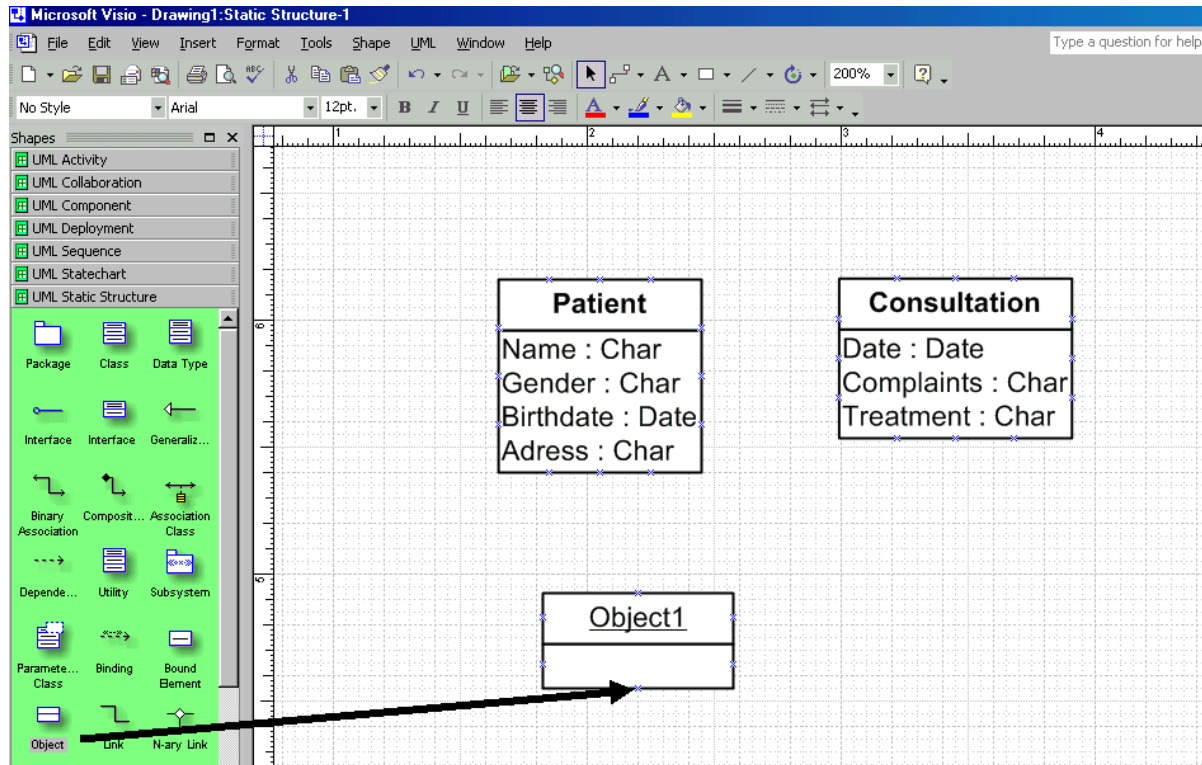 Microsoft Visio - Drawing1:Static Structure-1
File Edit View Insert Format Tools Shape UML Window Help
Type a question for help
ABC
A
200%
?
No Style
Arial
12pt.
B I U
A
Shapes
1 2 3 4
UML Activity
UML Collaboration
UML Component
UML Deployment
UML Sequence
UML Statechart
UML Static Structure
Package Class Data Type
Interface Interface Generaliz...
Binary Association
Composit...
Association Class
Depende... Utility Subsystem
Paramete... Class
Binding
Bound Element
Object Link N-ary Link
6
5
Patient
Name : Char
Gender : Char
Birthdate : Date
Adress : Char
Consultation
Date : Date
Complaints : Char
Treatment : Char
Object1